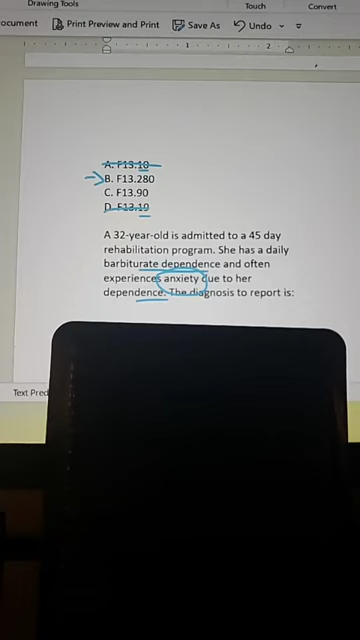 Drawing Tools
Touch
Convert
ocument
Print Preview and Print
Save As
Undo
1
2
A. F13.10
B. F13.280
C. F13.90
D. F13.19
A 32-year-old is admitted to a 45 day
rehabilitation program. She has a daily
barbiturate dependence and often
experiences anxiety due to her
dependence. The diagnosis to report is:
Text Pred